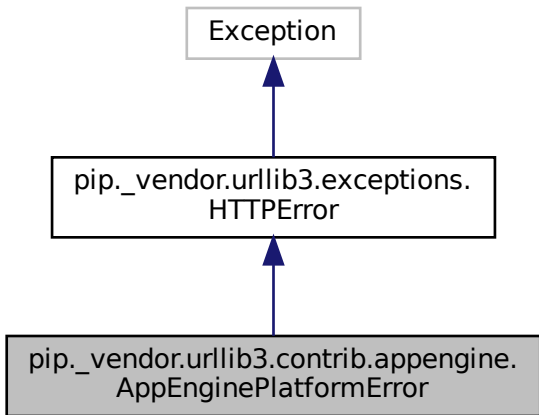 Exception
pip._vendor.urllib3.exceptions.
HTTPError
pip._vendor.urllib3.contrib.appengine.
AppEnginePlatformError